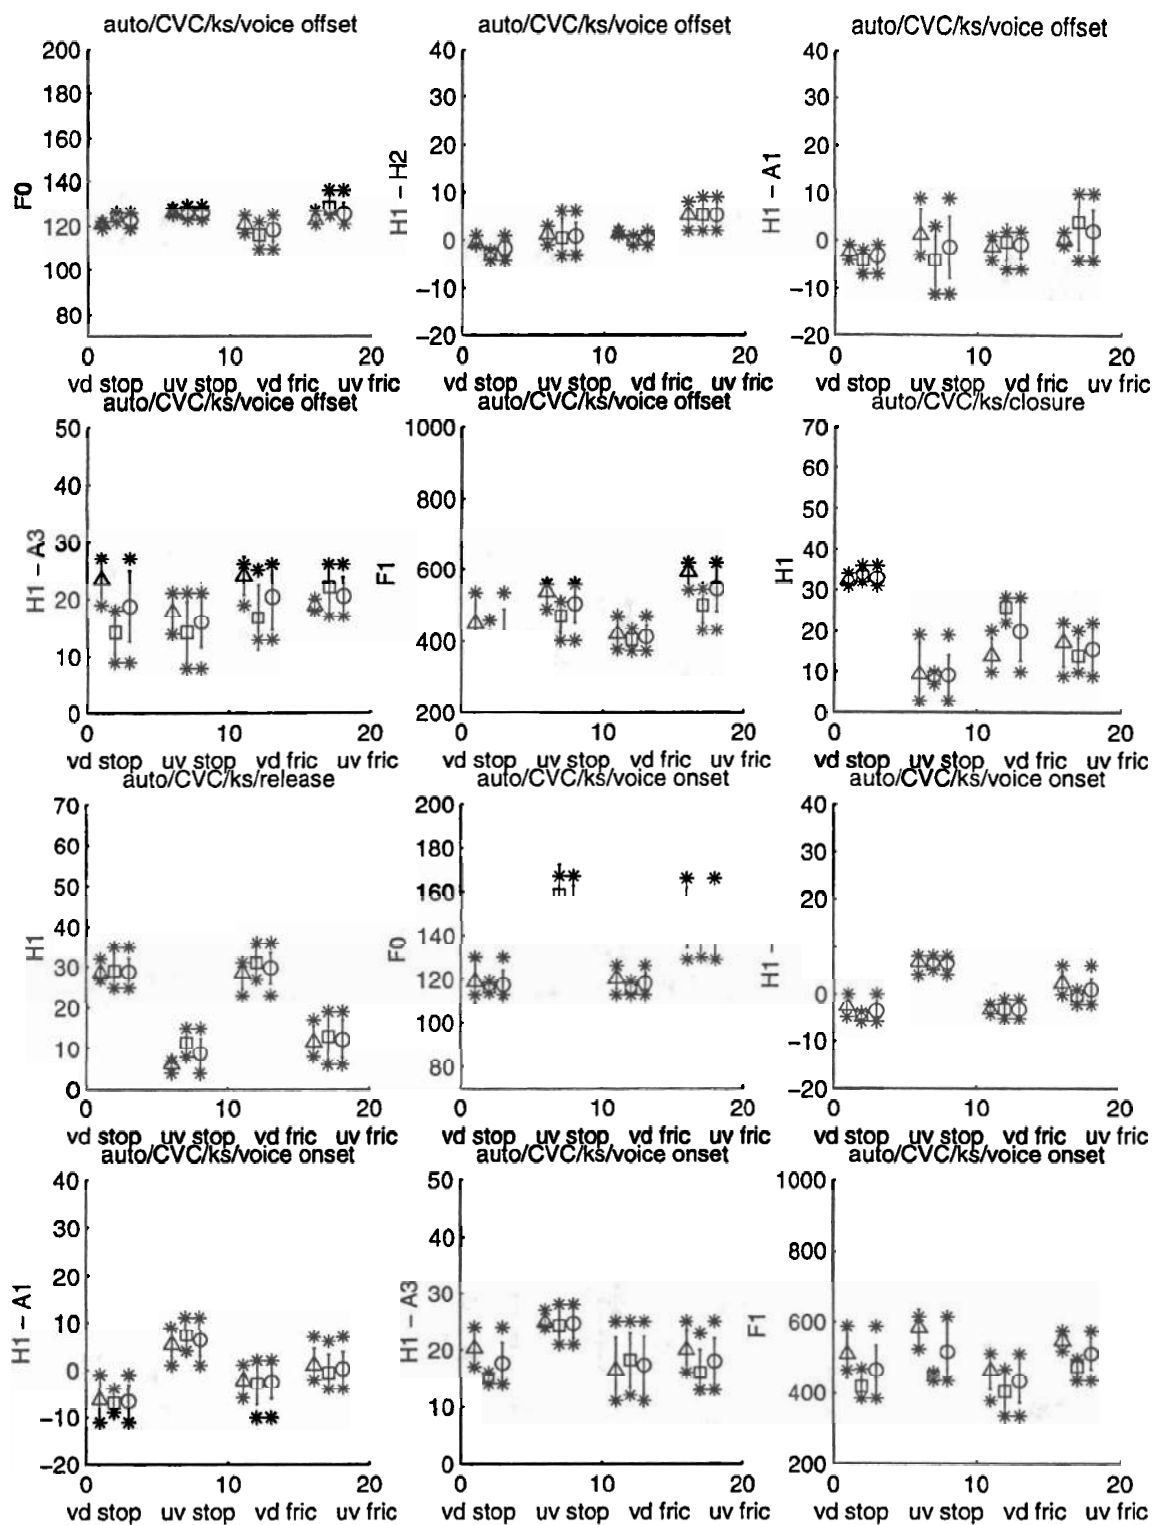 auto/CVC/ks/voice offset auto/CVC/ks/voice offset auto/CVC/ks/voice offset
200 40 40
180 30 30
160 20 20
F0 140 H1 − H2 10 H1 − A1 10
120 0 0
100 −10 −10
80 −20 −20
0 10 20 0 10 20 0 10 20
vd stop uv stop vd fric uv fric vd stop uv stop vd fric uv fric vd stop uv stop vd fric uv fric
auto/CVC/ks/voice offset auto/CVC/ks/voice offset auto/CVC/ks/closure
50 1000 70
40 800 60
50
H1 − A3 30 F1 600 H1 40
20 400 30
20
10 200 10
0 0
0 10 20 0 10 20 0 10 20
vd stop uv stop vd fric uv fric vd stop uv stop vd fric uv fric vd stop uv stop vd fric uv fric
auto/CVC/ks/release auto/CVC/ks/voice onset auto/CVC/ks/voice onset
70 200 40
60 180 30
50 160 20
H1 40 F0 140 H1 -
30 120 0
20 100 −10
10 80 −20
0
0 10 20 0 10 20 0 10 20
vd stop uv stop vd fric uv fric vd stop uv stop vd fric uv fric vd stop uv stop vd fric uv fric
auto/CVC/ks/voice onset auto/CVC/ks/voice onset auto/CVC/ks/voice onset
40 50 1000
30 40 800
20
H1 − A1 10 H1 − A3 30 F1 600
0 20 400
−10 10
−20 0 200
0 10 20 0 10 20 0 10 20
vd stop uv stop vd fric uv fric vd stop uv stop vd fric uv fric vd stop uv stop vd fric uv fric